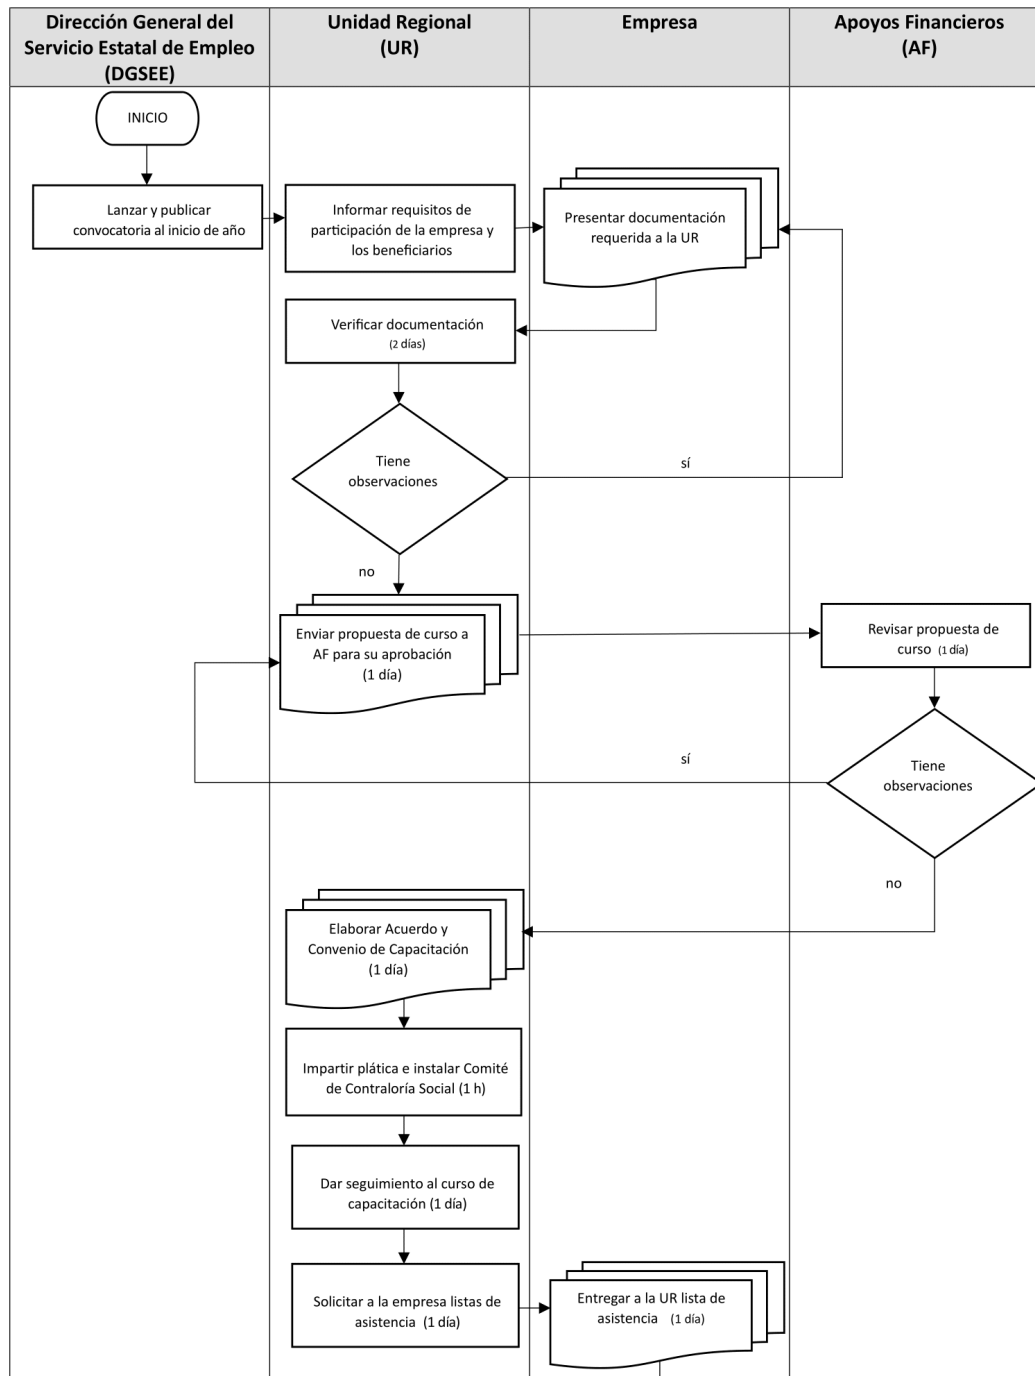 Dirección General del
Servicio Estatal de Empleo
(DGSEE)
Unidad Regional
(UR)
Empresa
Apoyos Financieros
(AF)
INICIO
Lanzar y publicar
convocatoria al inicio de año
Informar requisitos de
participación de la empresa y
los beneficiarios
Presentar documentación
requerida a la UR
Verificar documentación
(2 días)
Tiene
observaciones
sí
no
Enviar propuesta de curso a
AF para su aprobación
(1 día)
Revisar propuesta de
curso (1 día)
Tiene
observaciones
sí
no
Elaborar Acuerdo y
Convenio de Capacitación
(1 día)
Impartir plática e instalar Comité
de Contraloría Social (1 h)
Dar seguimiento al curso de
capacitación (1 día)
Solicitar a la empresa listas de
asistencia (1 día)
Entregar a la UR lista de
asistencia (1 día)